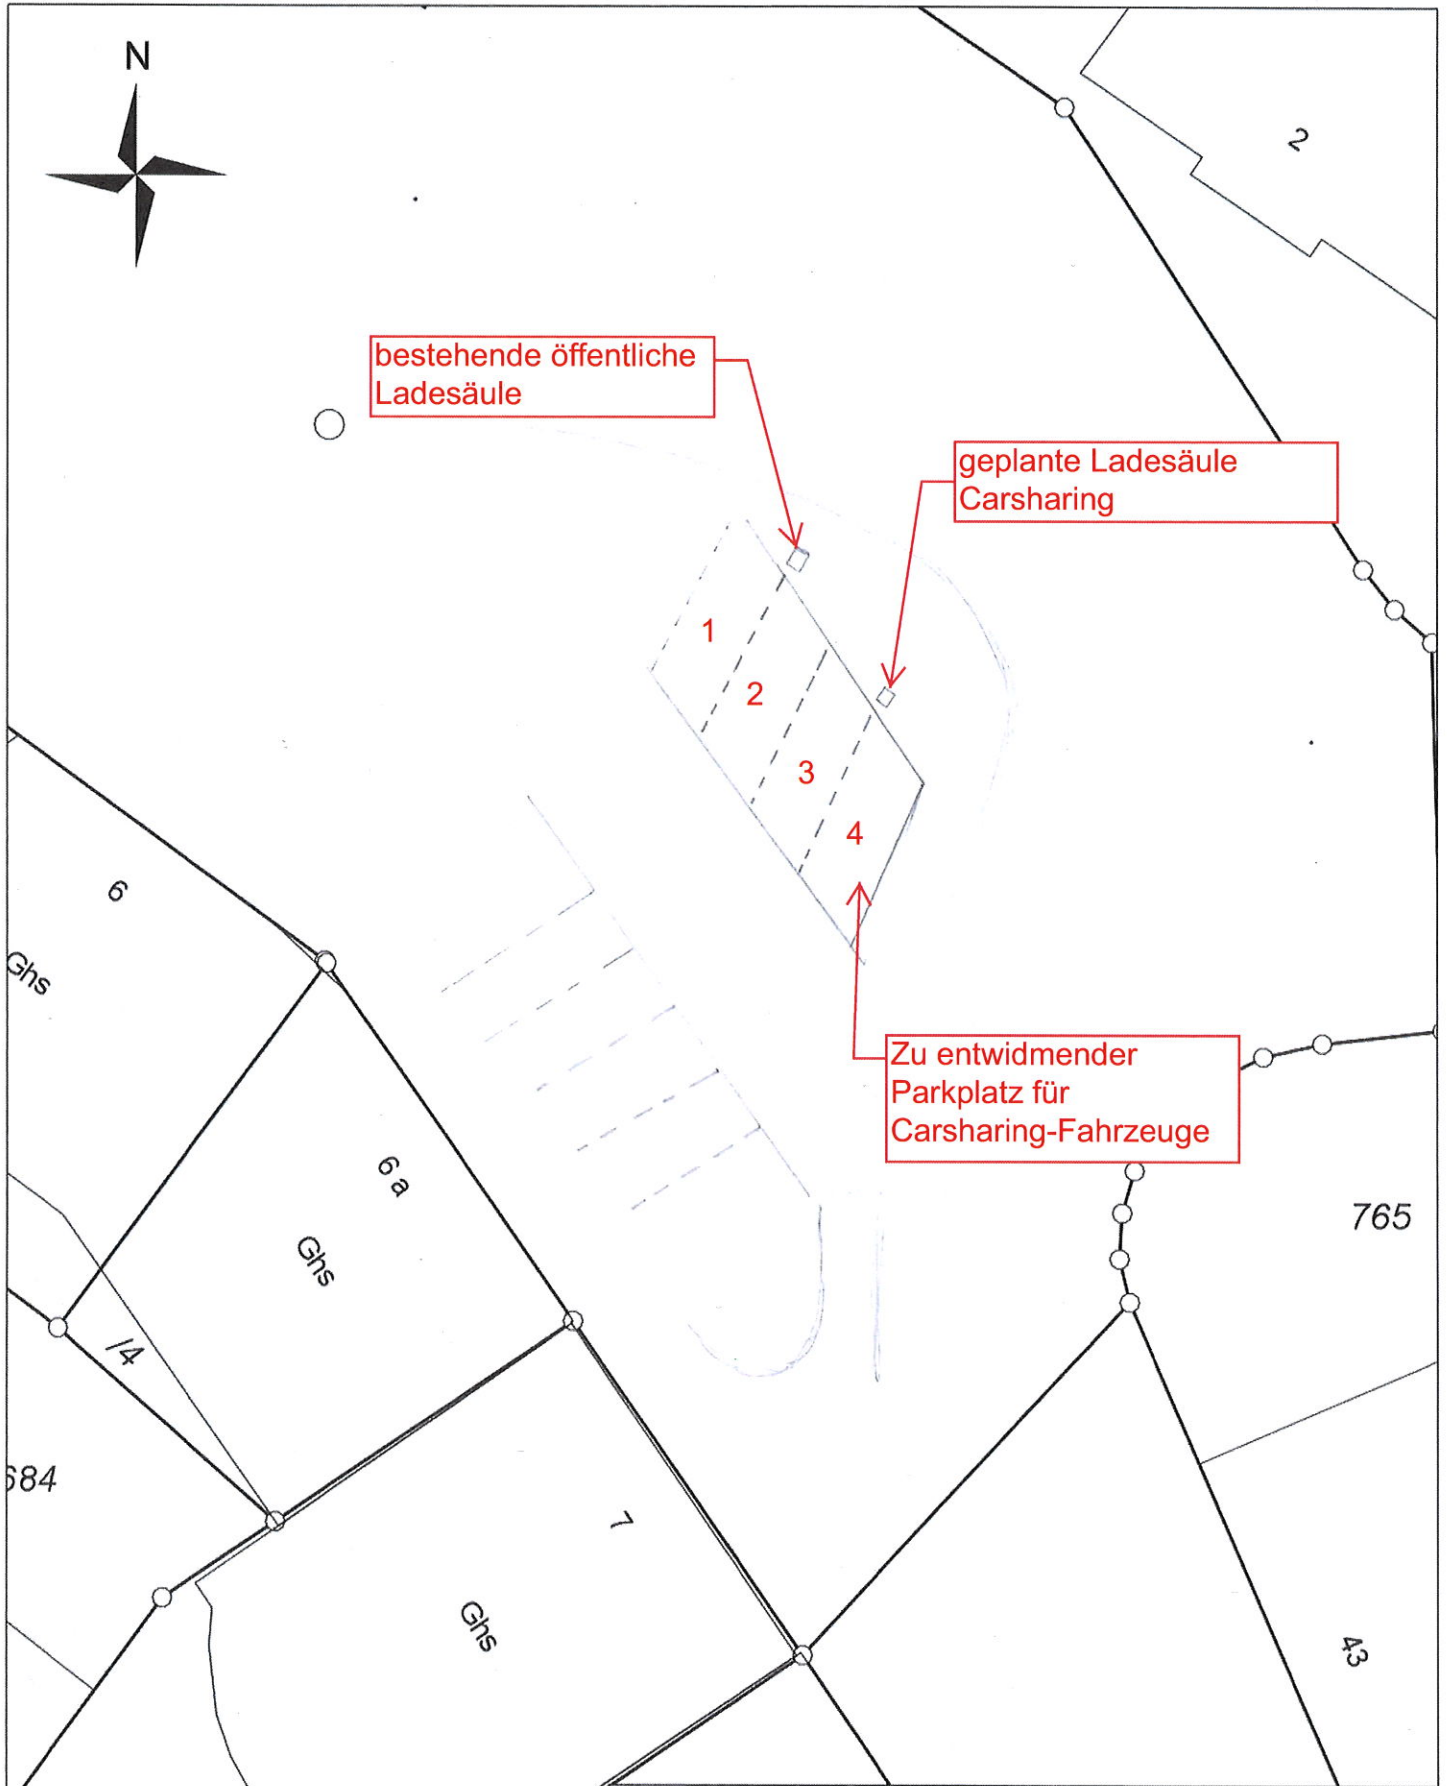 N
2
bestehende öffentliche
Ladesäule
geplante Ladesäule
Carsharing
1
2
3
4
6
Ghs
Zu entwidmender
Parkplatz für
Carsharing-Fahrzeuge
6 a
Ghs
765
/4
684
7
Ghs
43